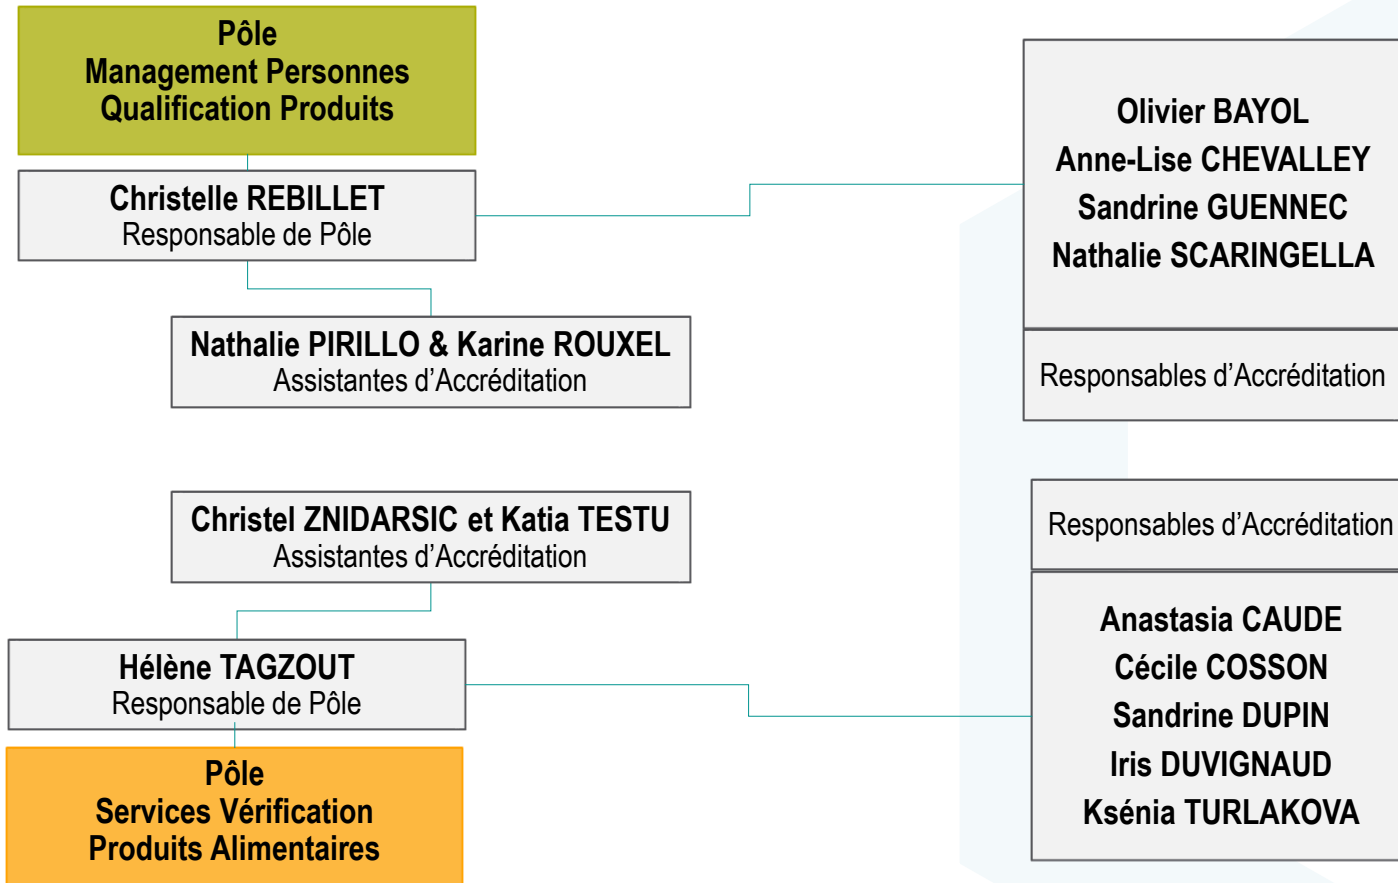 Pôle
Management Personnes
Qualification Produits
Christelle REBILLET
Responsable de Pôle
Nathalie PIRILLO & Karine ROUXEL
Assistantes d’Accréditation
Olivier BAYOL
Anne-Lise CHEVALLEY
Sandrine GUENNEC
Nathalie SCARINGELLA
Responsables d’Accréditation
Christel ZNIDARSIC et Katia TESTU
Assistantes d’Accréditation
Hélène TAGZOUT
Responsable de Pôle
Pôle
Services Vérification
Produits Alimentaires
Responsables d’Accréditation
Anastasia CAUDE
Cécile COSSON
Sandrine DUPIN
Iris DUVIGNAUD
Ksénia TURLAKOVA